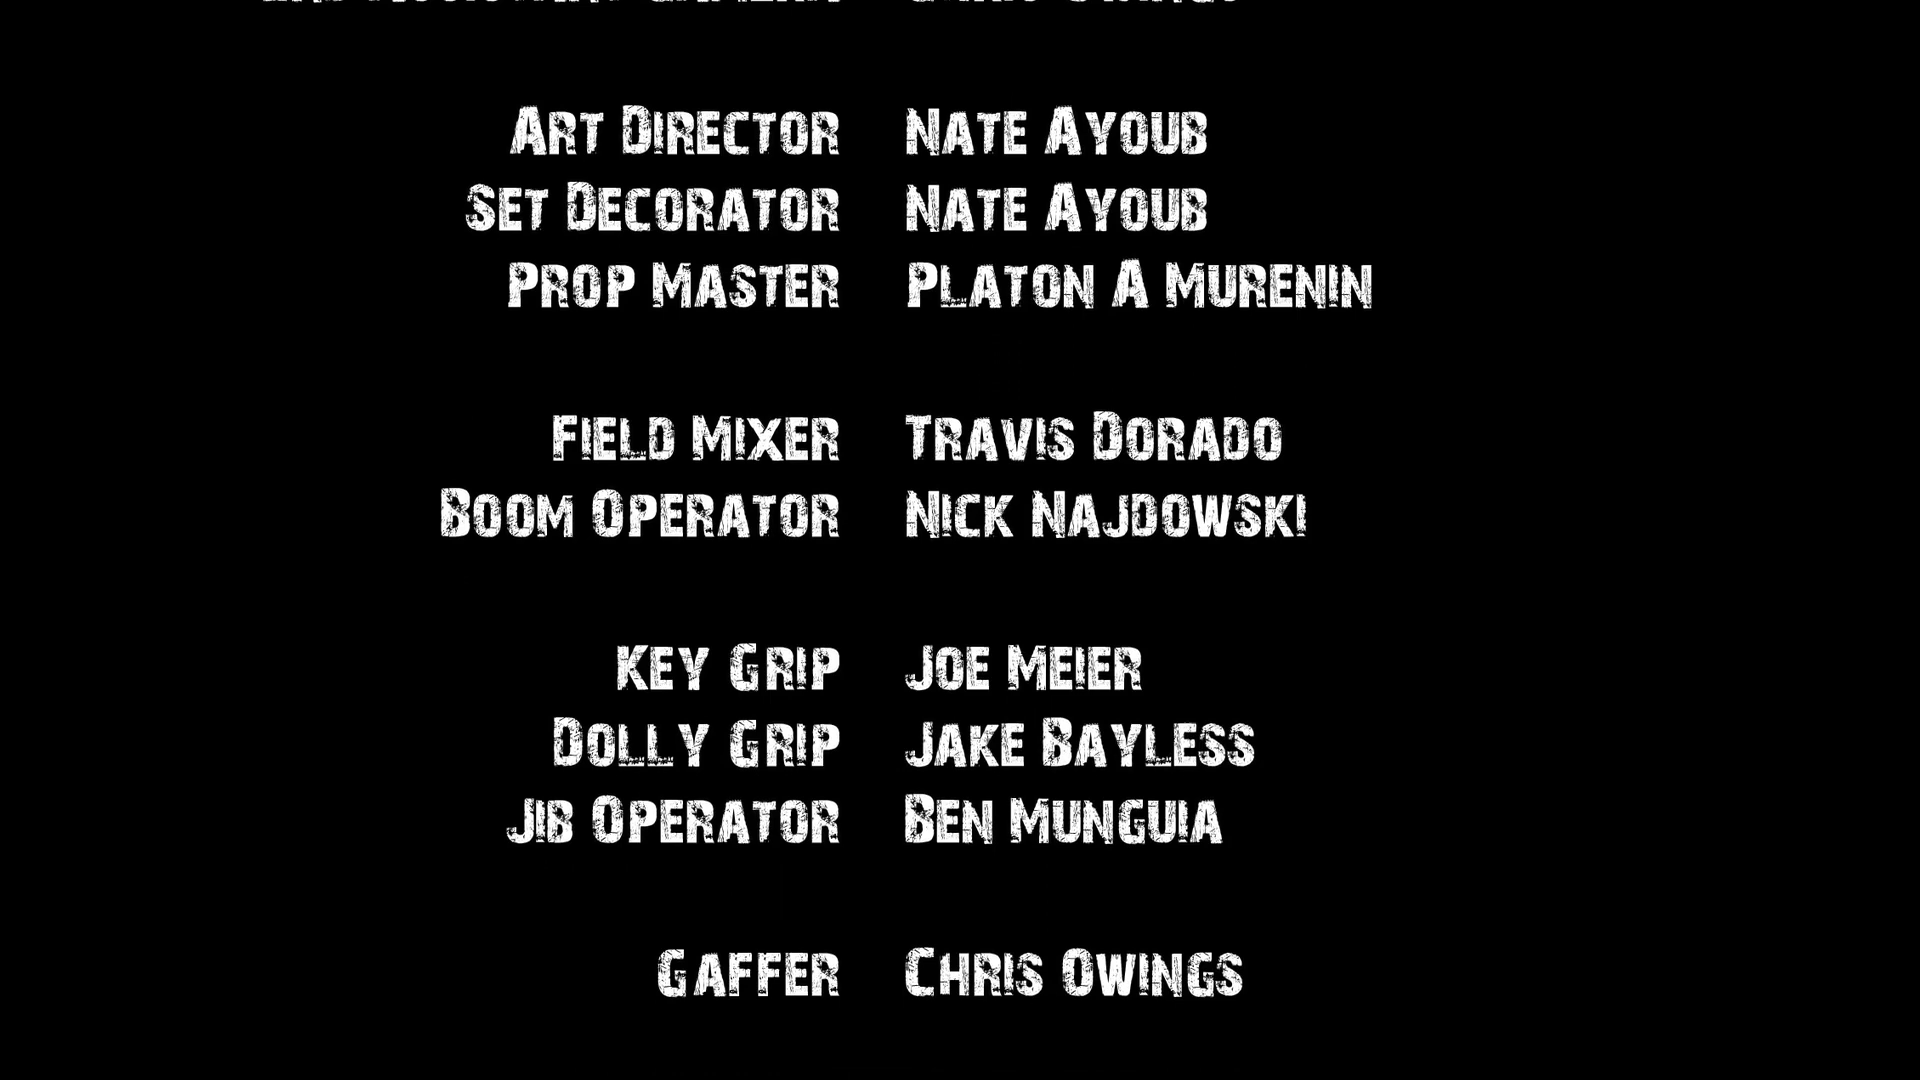 Art Director Nate Ayoub
Set Decorator Nate Ayoub
Prop Master Platon A Murenin
Field Mixer Travis Dorado
Boom Operator Nick Najdowski
Key Grip Joe Meier
Dolly Grip Jake Bayless
Jib Operator Ben Munguia
Gaffer Chris Owings